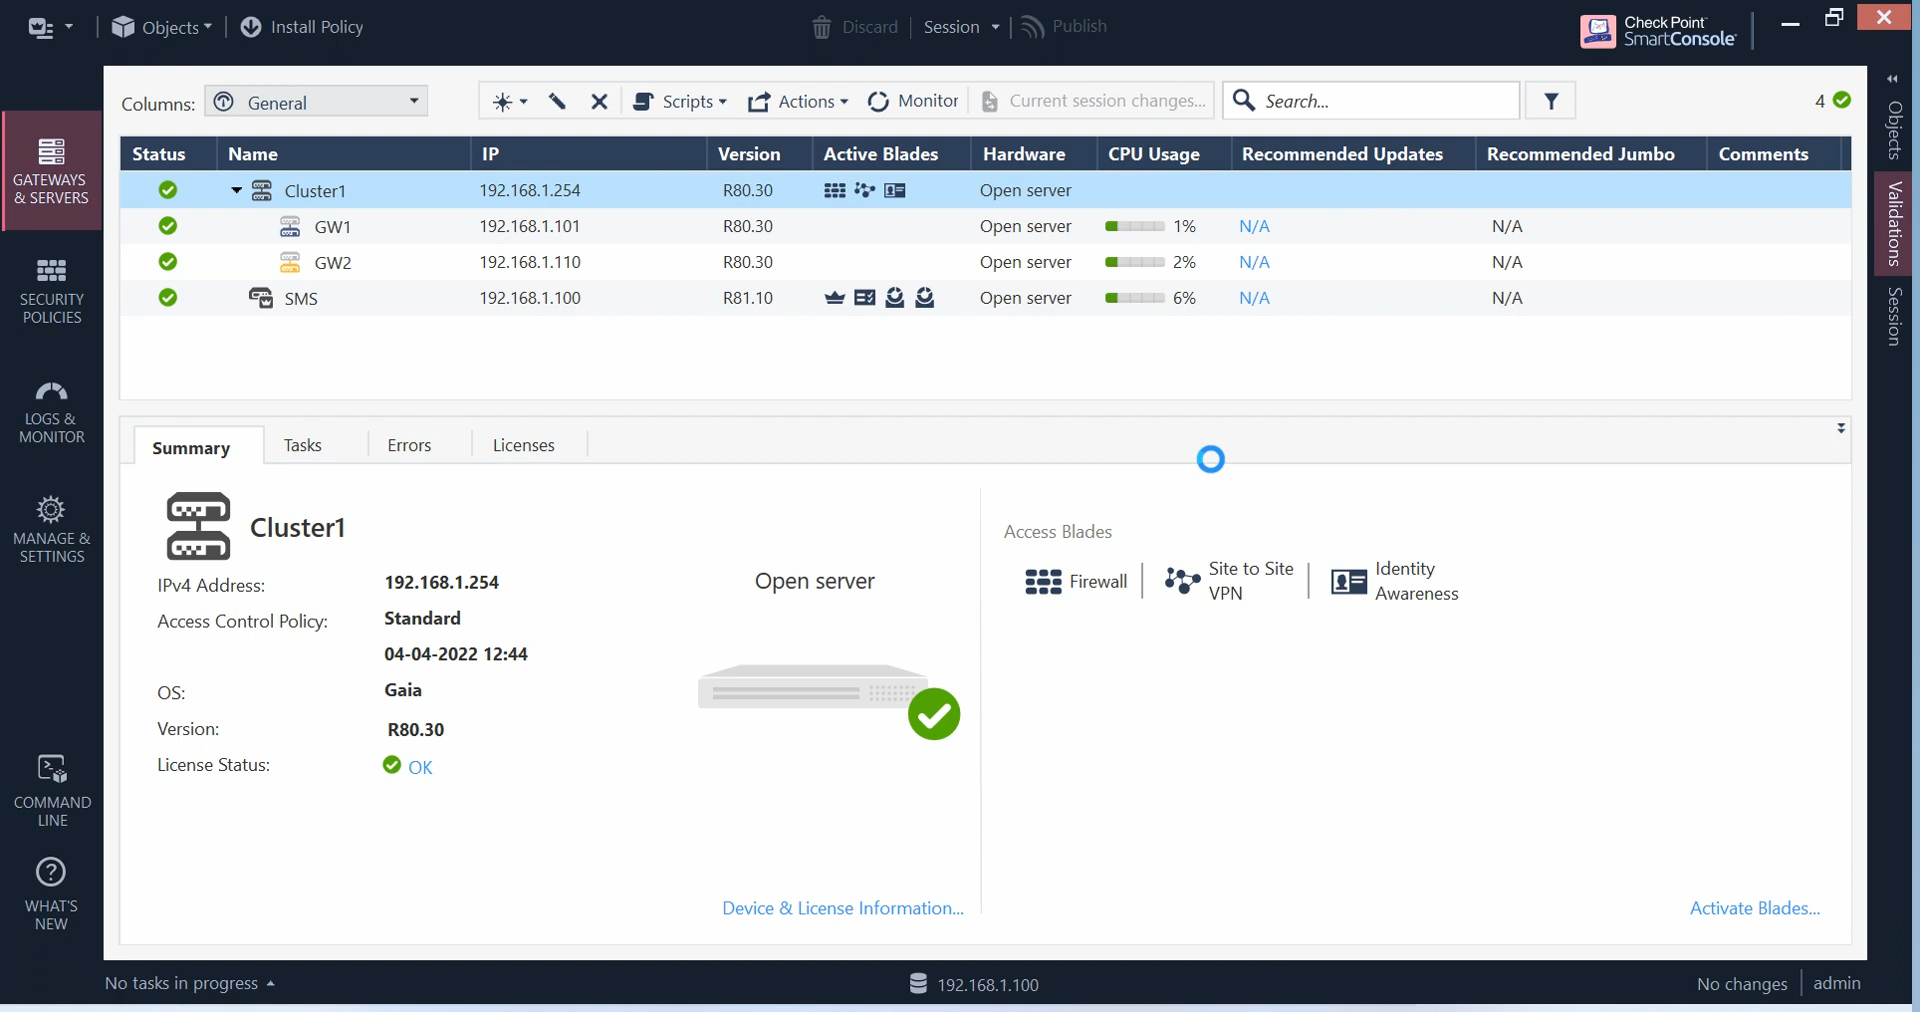 Objects
Install Policy
Discard
Session
Publish
Check Point
SmartConsole
Columns:
General
Scripts
Actions
Monitor
Current session changes...
Search...
4
Status Name IP Version Active Blades Hardware CPU Usage Recommended Updates Recommended Jumbo Comments
Cluster1 192.168.1.254 R80.30 Open server
GW1 192.168.1.101 R80.30 Open server 1% N/A N/A
GW2 192.168.1.110 R80.30 Open server 2% N/A N/A
SMS 192.168.1.100 R81.10 Open server 6% N/A N/A
GATEWAYS
& SERVERS
SECURITY
POLICIES
LOGS &
MONITOR
MANAGE &
SETTINGS
COMMAND
LINE
WHAT'S
NEW
Summary
Tasks
Errors
Licenses
Cluster1
IPv4 Address: 192.168.1.254
Access Control Policy: Standard
04-04-2022 12:44
OS: Gaia
Version: R80.30
License Status: OK
Open server
Device & License Information...
Access Blades
Firewall
Site to Site
VPN
Identity
Awareness
Activate Blades...
Objects
Validations
Session
No tasks in progress
192.168.1.100
No changes
admin